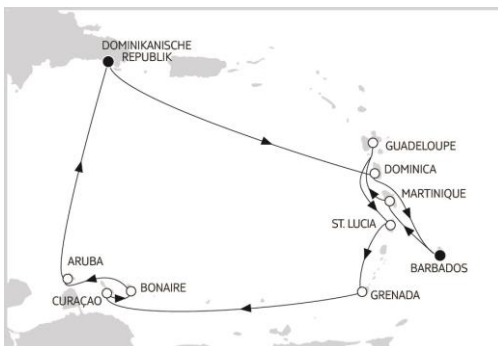 DOMINIKANISCHE
REPUBLIK
GUADELOUPE
DOMINICA
MARTINIQUE
ST. LUCIA
BARBADOS
ARUBA
BONAIRE
CURAÇAO
GRENADA